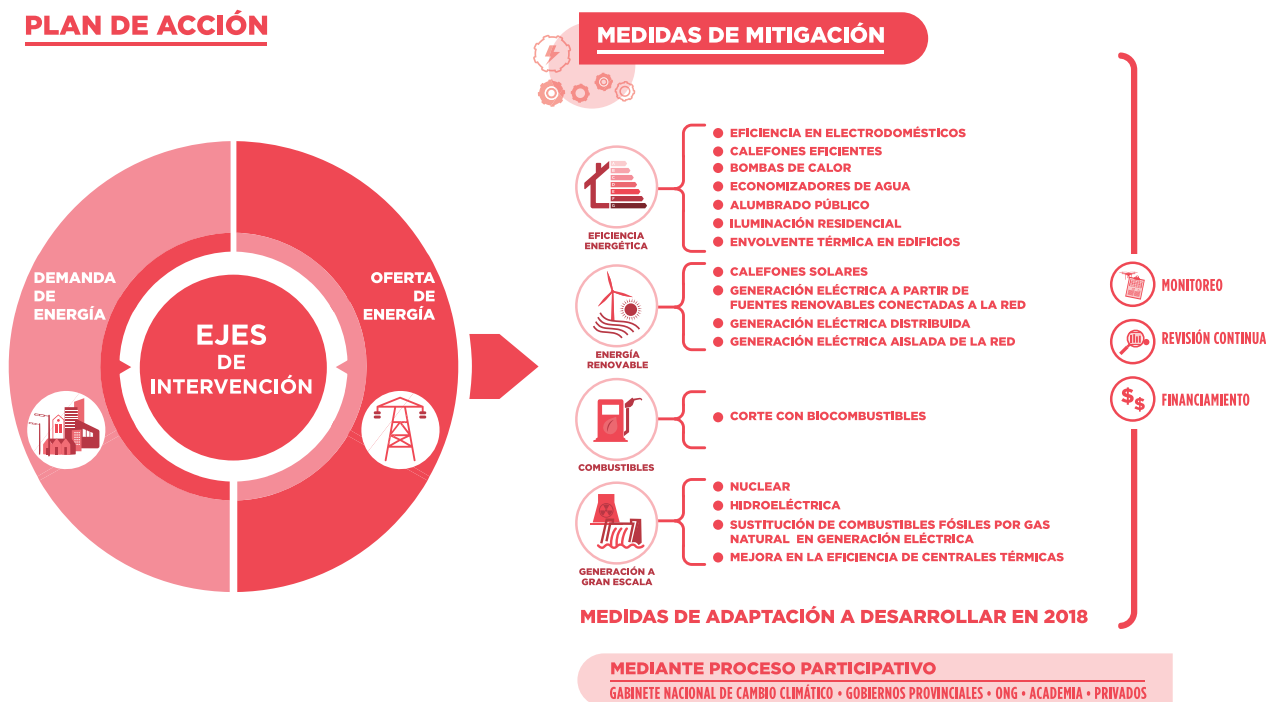 PLAN DE ACCIÓN
DEMANDA
DE
ENERGÍA
OFERTA
DE
ENERGÍA
EJES
DE
INTERVENCIÓN
MEDIDAS DE MITIGACIÓN
EFICIENCIA
ENERGÉTICA
EFICIENCIA EN ELECTRODOMÉSTICOS
CALEFONES EFICIENTES
BOMBAS DE CALOR
ECONOMIZADORES DE AGUA
ALUMBRADO PÚBLICO
ILUMINACIÓN RESIDENCIAL
ENVOLVENTE TÉRMICA EN EDIFICIOS
ENERGÍA
RENOVABLE
CALEFONES SOLARES
GENERACIÓN ELÉCTRICA A PARTIR DE
FUENTES RENOVABLES CONECTADAS A LA RED
GENERACIÓN ELÉCTRICA DISTRIBUIDA
GENERACIÓN ELÉCTRICA AISLADA DE LA RED
COMBUSTIBLES
CORTE CON BIOCOMBUSTIBLES
GENERACIÓN A
GRAN ESCALA
NUCLEAR
HIDROELÉCTRICA
SUSTITUCIÓN DE COMBUSTIBLES FÓSILES POR GAS
NATURAL EN GENERACIÓN ELÉCTRICA
MEJORA EN LA EFICIENCIA DE CENTRALES TÉRMICAS
MEDIDAS DE ADAPTACIÓN A DESARROLLAR EN 2018
MONITOREO
REVISIÓN CONTINUA
$$
FINANCIAMIENTO
MEDIANTE PROCESO PARTICIPATIVO
GABINETE NACIONAL DE CAMBIO CLIMÁTICO • GOBIERNOS PROVINCIALES • ONG • ACADEMIA • PRIVADOS